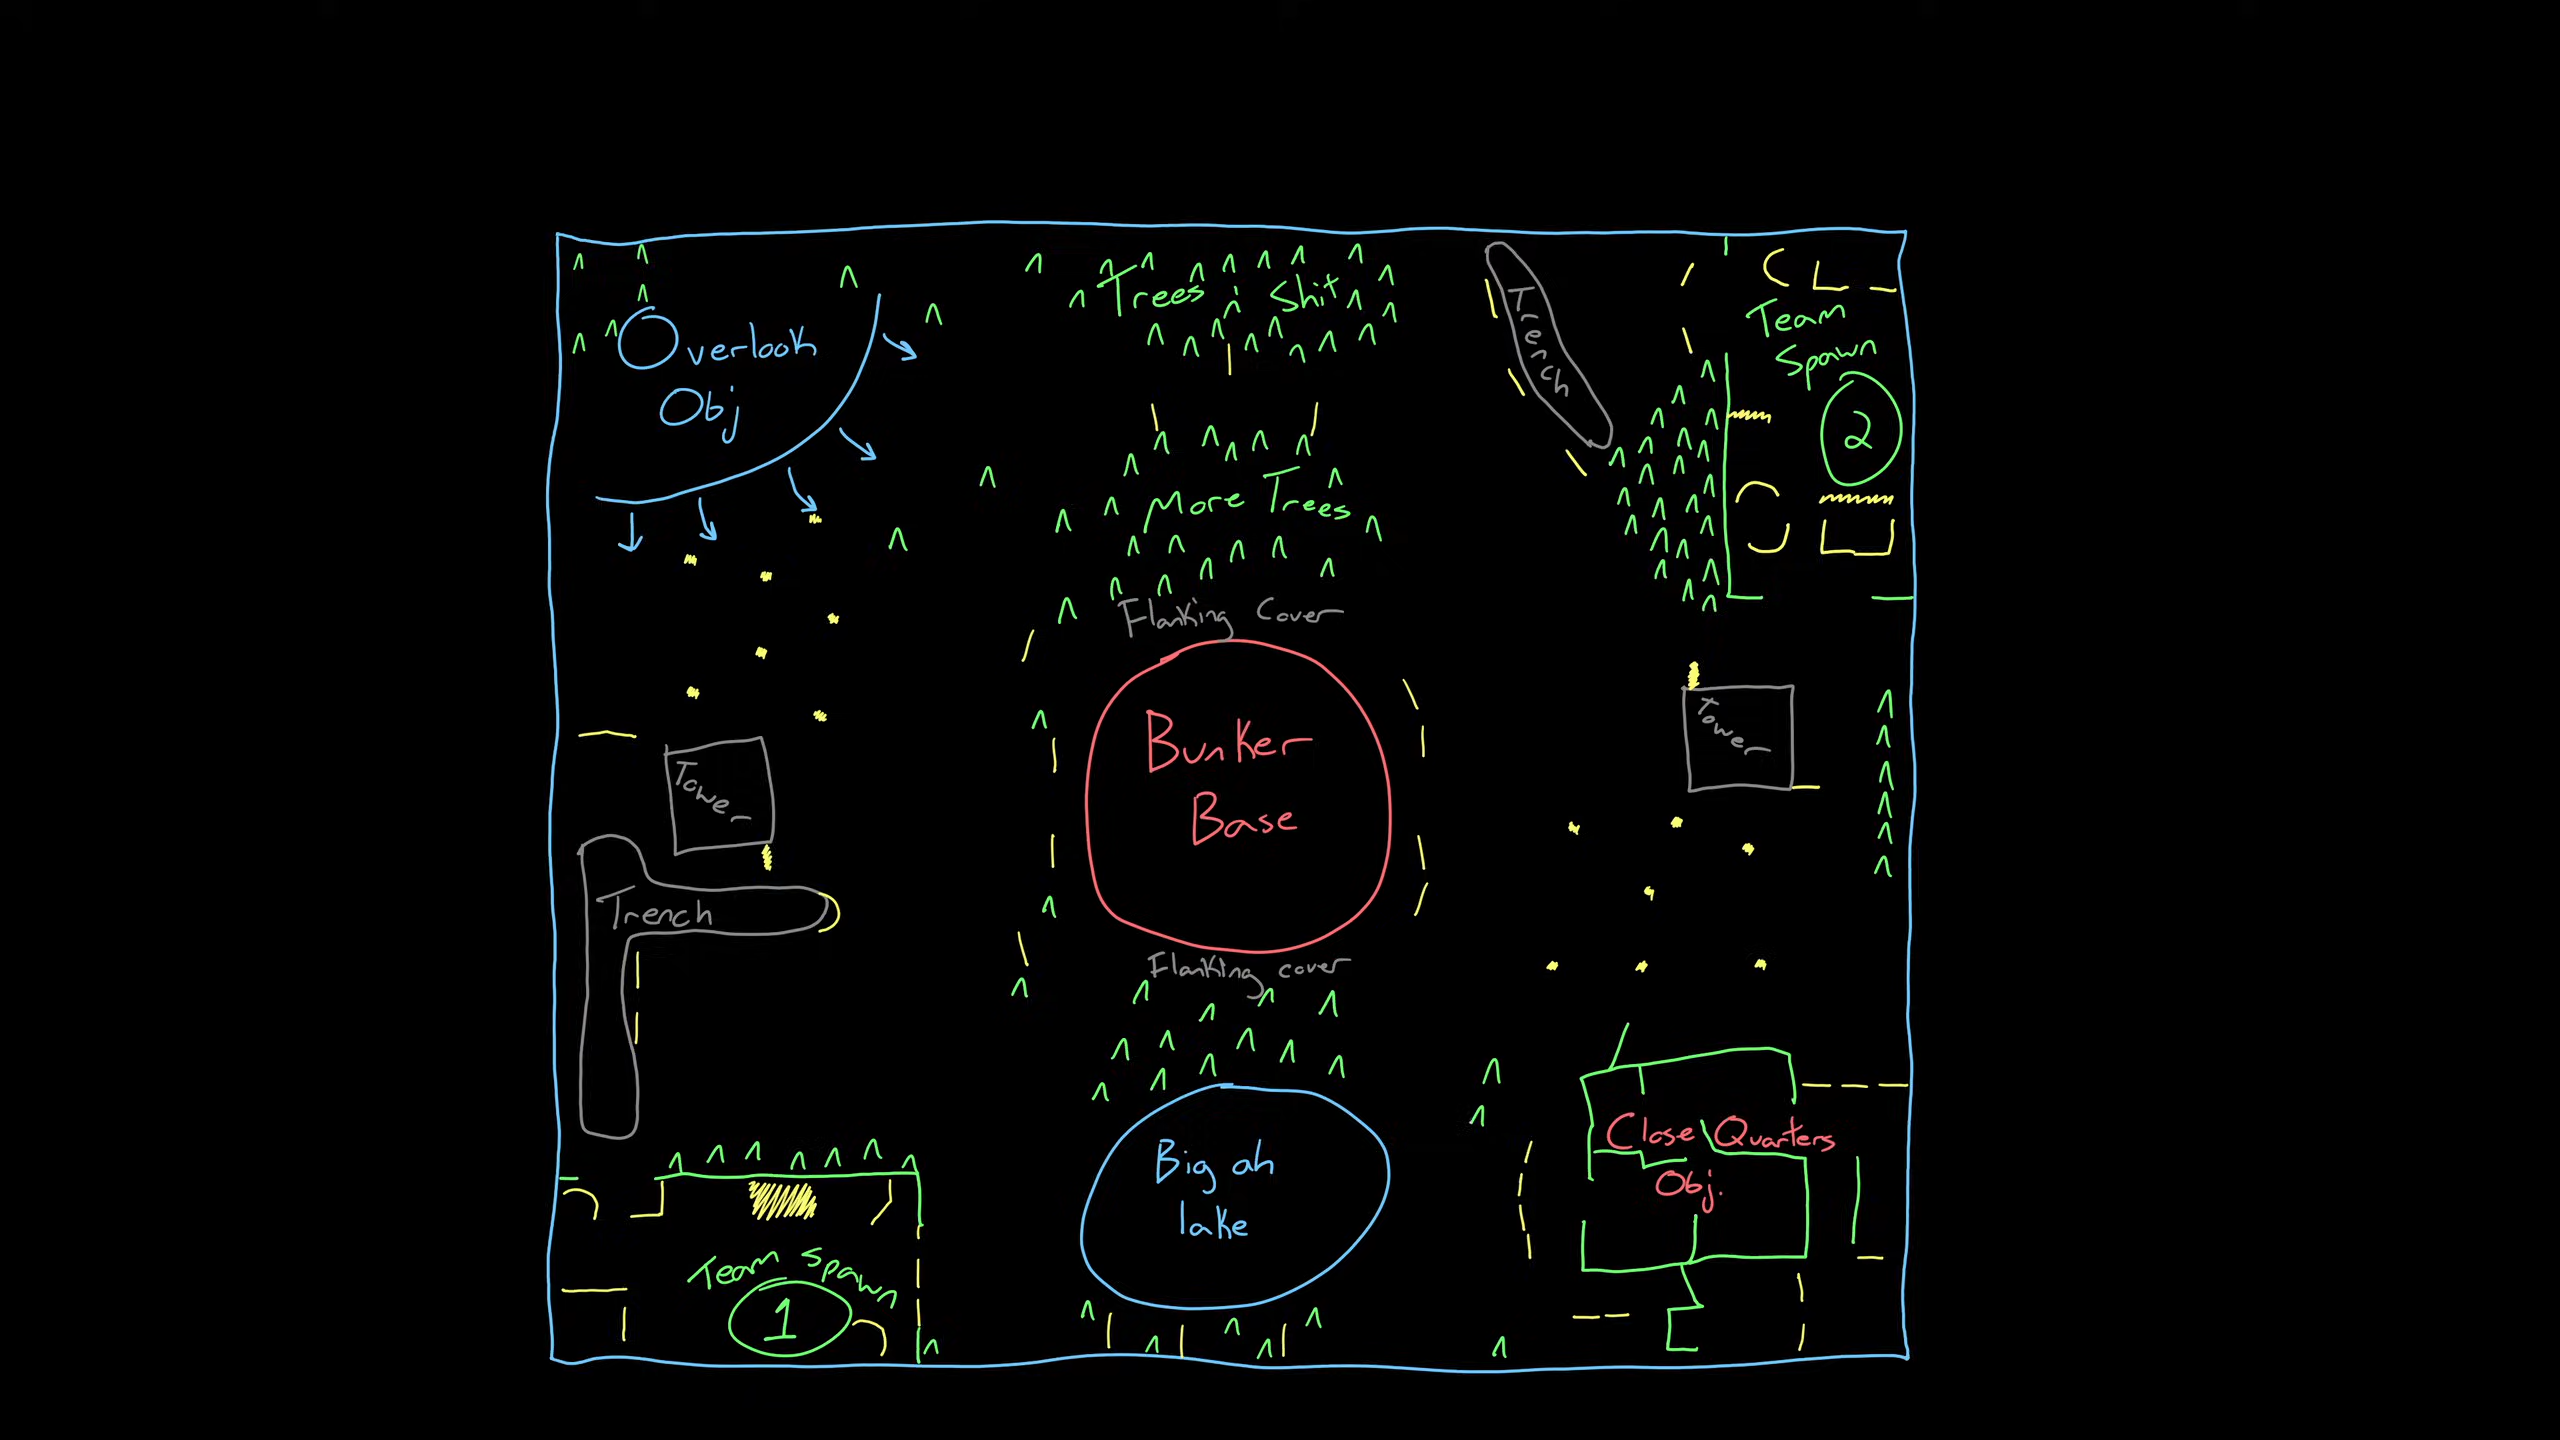 Trees & Shit
Trench
Team
Spawn
2
Overlook
Obj
More Trees
Flanking Cover
Bunker
Base
Tower
Tower
Trench
Flanking cover
Close Quarters
Obj.
Big ah
lake
Team Spawn
1